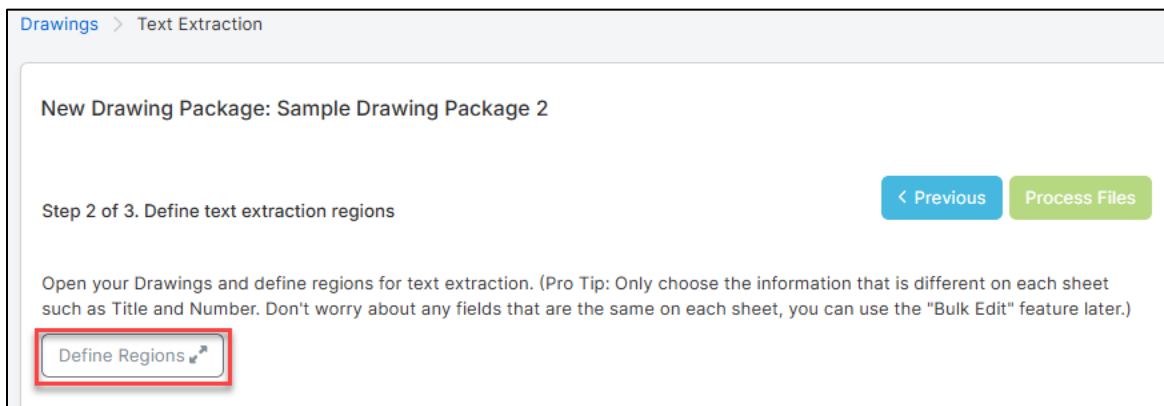 Drawings > Text Extraction
New Drawing Package: Sample Drawing Package 2
Step 2 of 3. Define text extraction regions
< Previous
Process Files
Open your Drawings and define regions for text extraction. (Pro Tip: Only choose the information that is different on each sheet
such as Title and Number. Don't worry about any fields that are the same on each sheet, you can use the "Bulk Edit" feature later.)
Define Regions